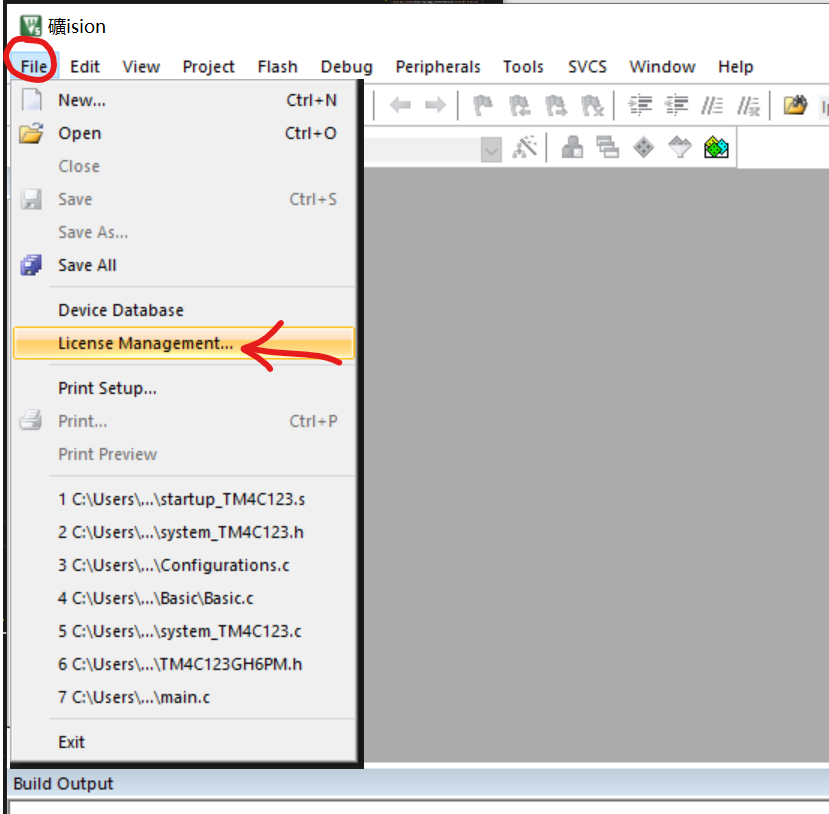 礦ision
File Edit View Project Flash Debug Peripherals Tools SVCS Window Help
New... Ctrl+N
Open Ctrl+O
Close
Save Ctrl+S
Save As...
Save All
Device Database
License Management...
Print Setup...
Print... Ctrl+P
Print Preview
1 C:\Users\...\startup_TM4C123.s
2 C:\Users\...\system_TM4C123.h
3 C:\Users\...\Configurations.c
4 C:\Users\...\Basic\Basic.c
5 C:\Users\...\system_TM4C123.c
6 C:\Users\...\TM4C123GH6PM.h
7 C:\Users\...\main.c
Exit
Build Output